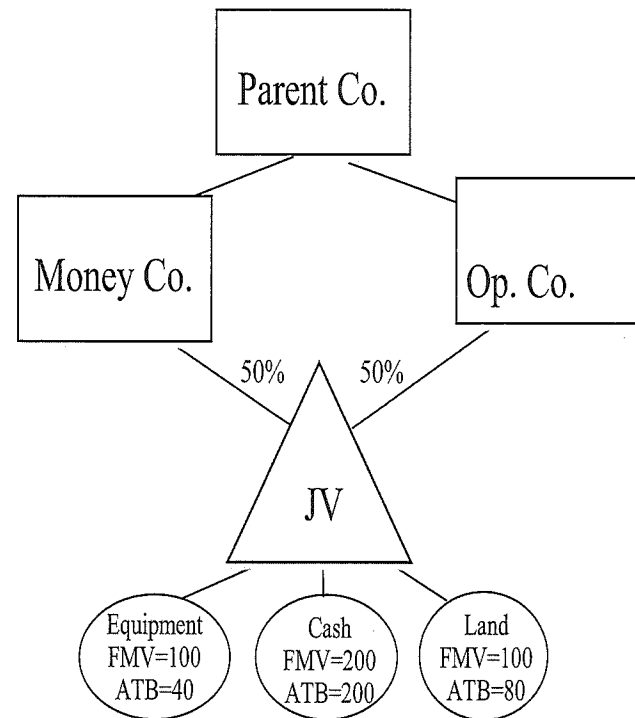 Parent Co.
Money Co.
Op. Co.
50%
50%
JV
Equipment
FMV=100
ATB=40
Cash
FMV=200
ATB=200
Land
FMV=100
ATB=80